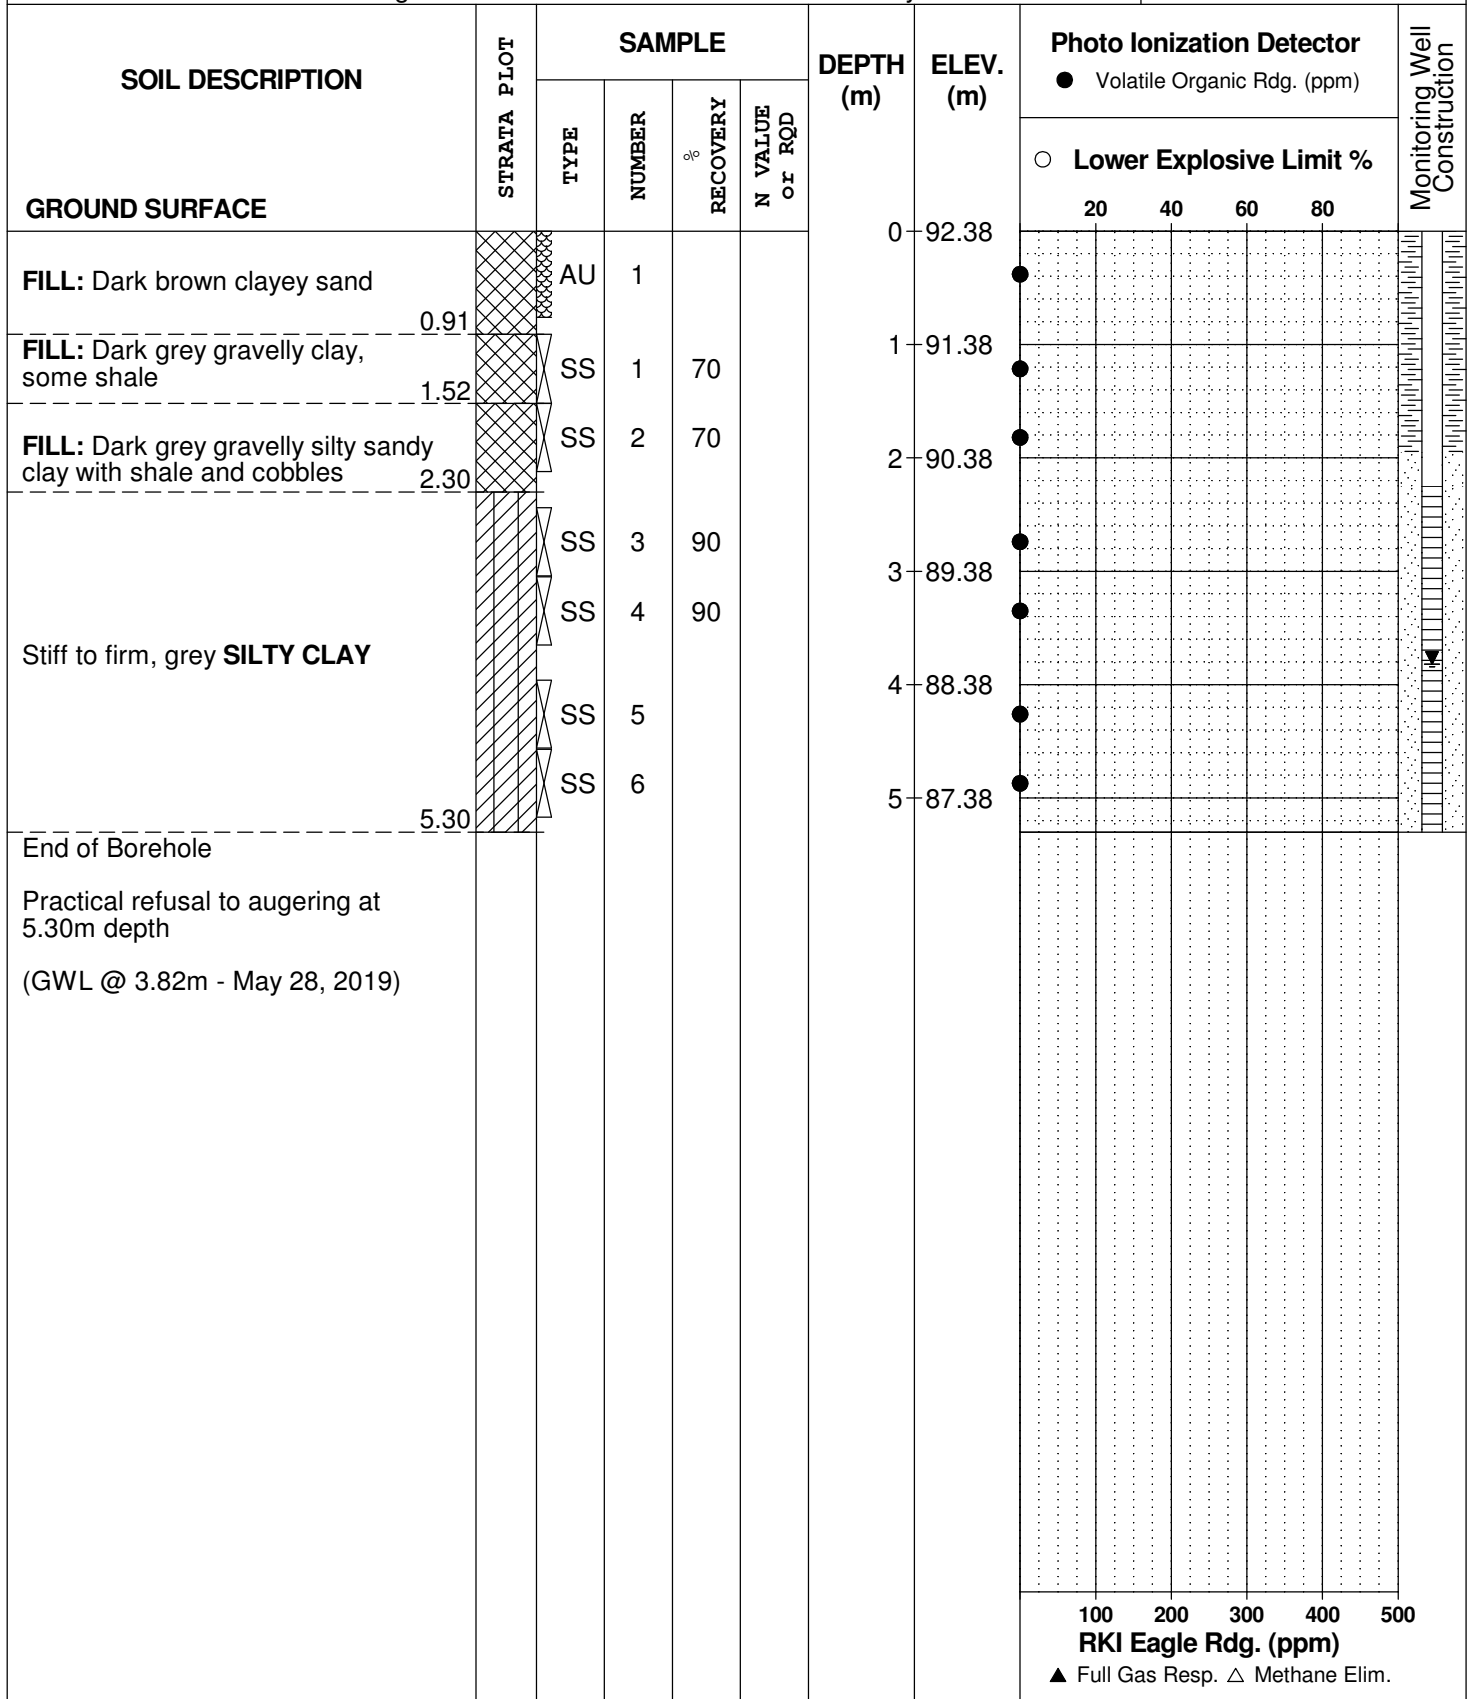 SOIL DESCRIPTION
GROUND SURFACE
STRATA PLOT
SAMPLE
TYPE
NUMBER
%
RECOVERY
N VALUE
or RQD
DEPTH
(m)
ELEV.
(m)
Photo Ionization Detector
● Volatile Organic Rdg. (ppm)
○ Lower Explosive Limit %
20 40 60 80
Monitoring Well
Construction
0 92.38
FILL: Dark brown clayey sand
0.91
AU 1
1 91.38
FILL: Dark grey gravelly clay,
some shale
1.52
SS 1 70
FILL: Dark grey gravelly silty sandy
clay with shale and cobbles
2.30
SS 2 70
2 90.38
SS 3 90
3 89.38
SS 4 90
Stiff to firm, grey SILTY CLAY
4 88.38
SS 5
SS 6
5 87.38
5.30
End of Borehole
Practical refusal to augering at
5.30m depth
(GWL @ 3.82m - May 28, 2019)
100 200 300 400 500
RKI Eagle Rdg. (ppm)
▲ Full Gas Resp. △ Methane Elim.